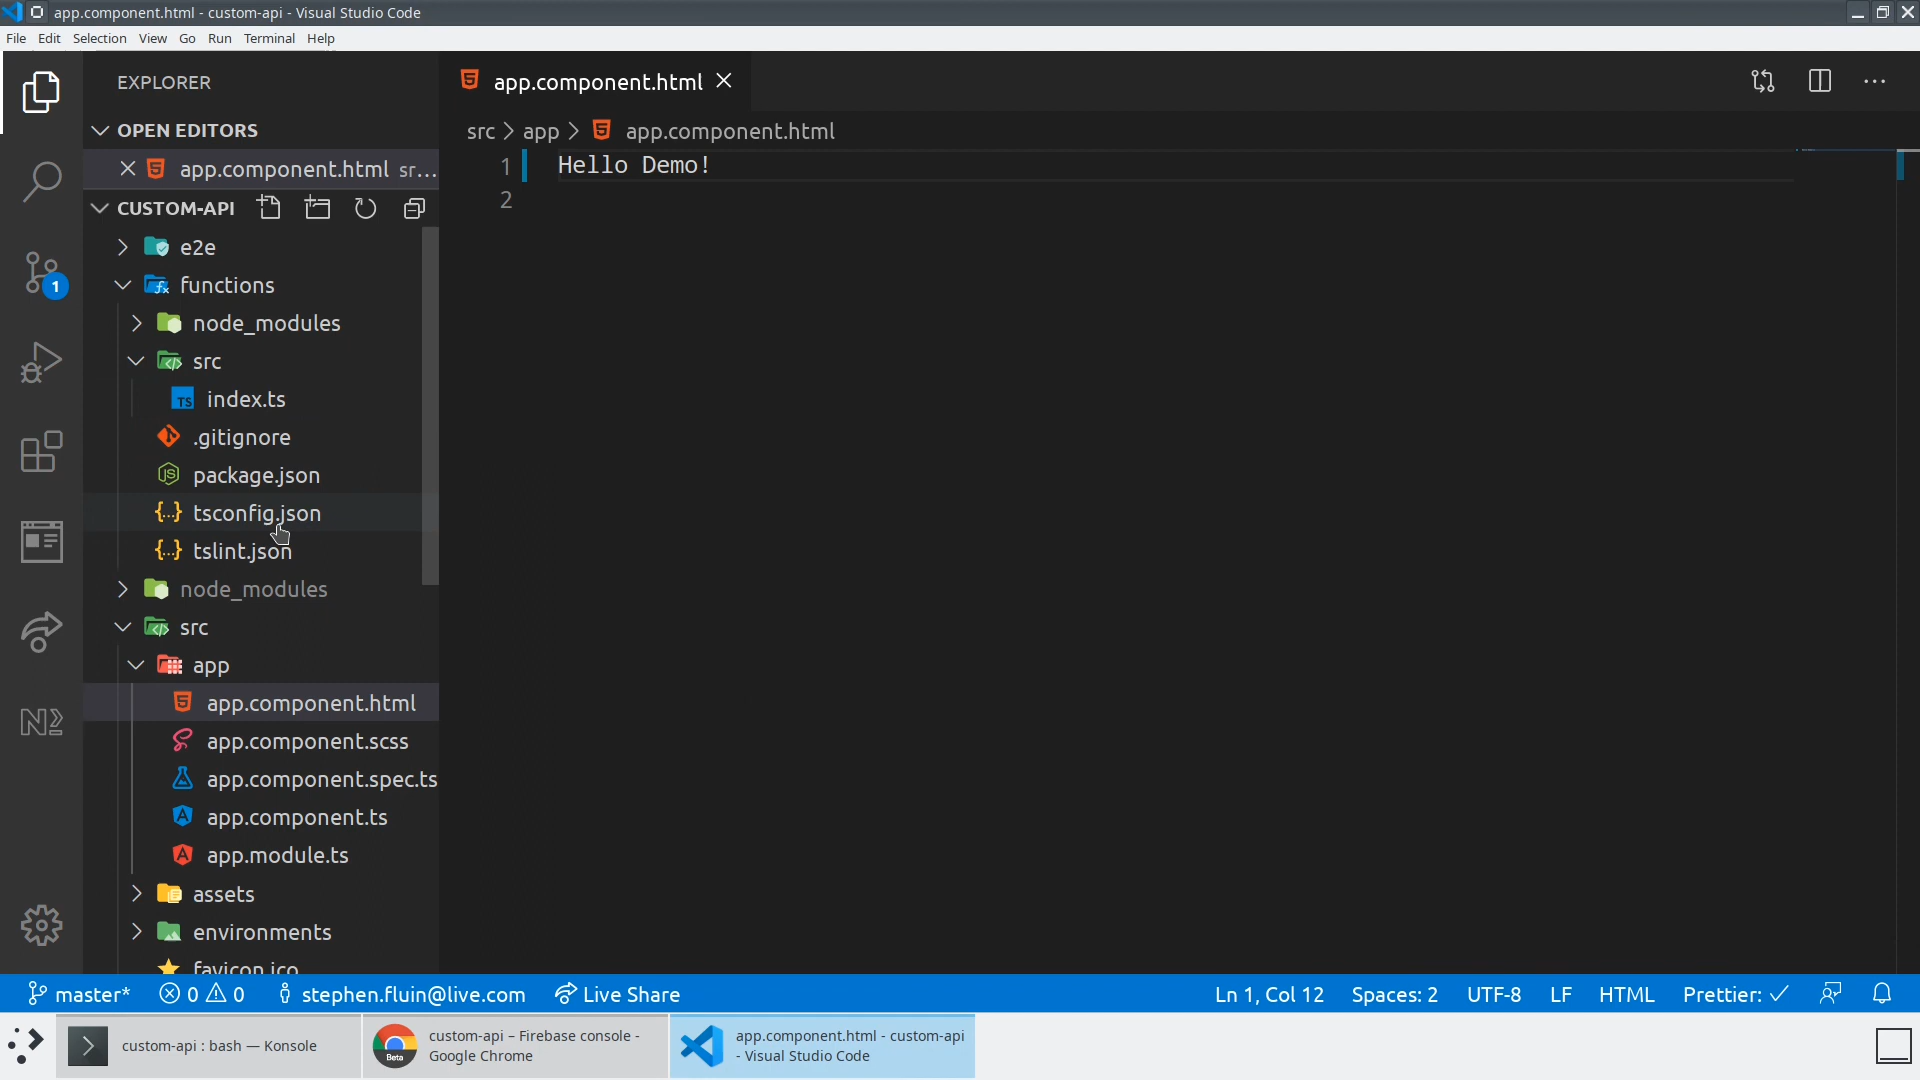 app.component.html - custom-api - Visual Studio Code
File Edit Selection View Go Run Terminal Help
EXPLORER
OPEN EDITORS
app.component.html sr...
CUSTOM-API
e2e
functions
node_modules
src
TS index.ts
.gitignore
package.json
tsconfig.json
tslint.json
node_modules
src
app
app.component.html
app.component.scss
app.component.spec.ts
app.component.ts
app.module.ts
assets
environments
favicon.ico
1
app.component.html
src > app > app.component.html
1 Hello Demo!
2
master* 0 0 stephen.fluin@live.com Live Share
Ln 1, Col 12 Spaces: 2 UTF-8 LF HTML Prettier: ✓
custom-api : bash — Konsole
Beta
custom-api – Firebase console -
Google Chrome
app.component.html - custom-api
- Visual Studio Code